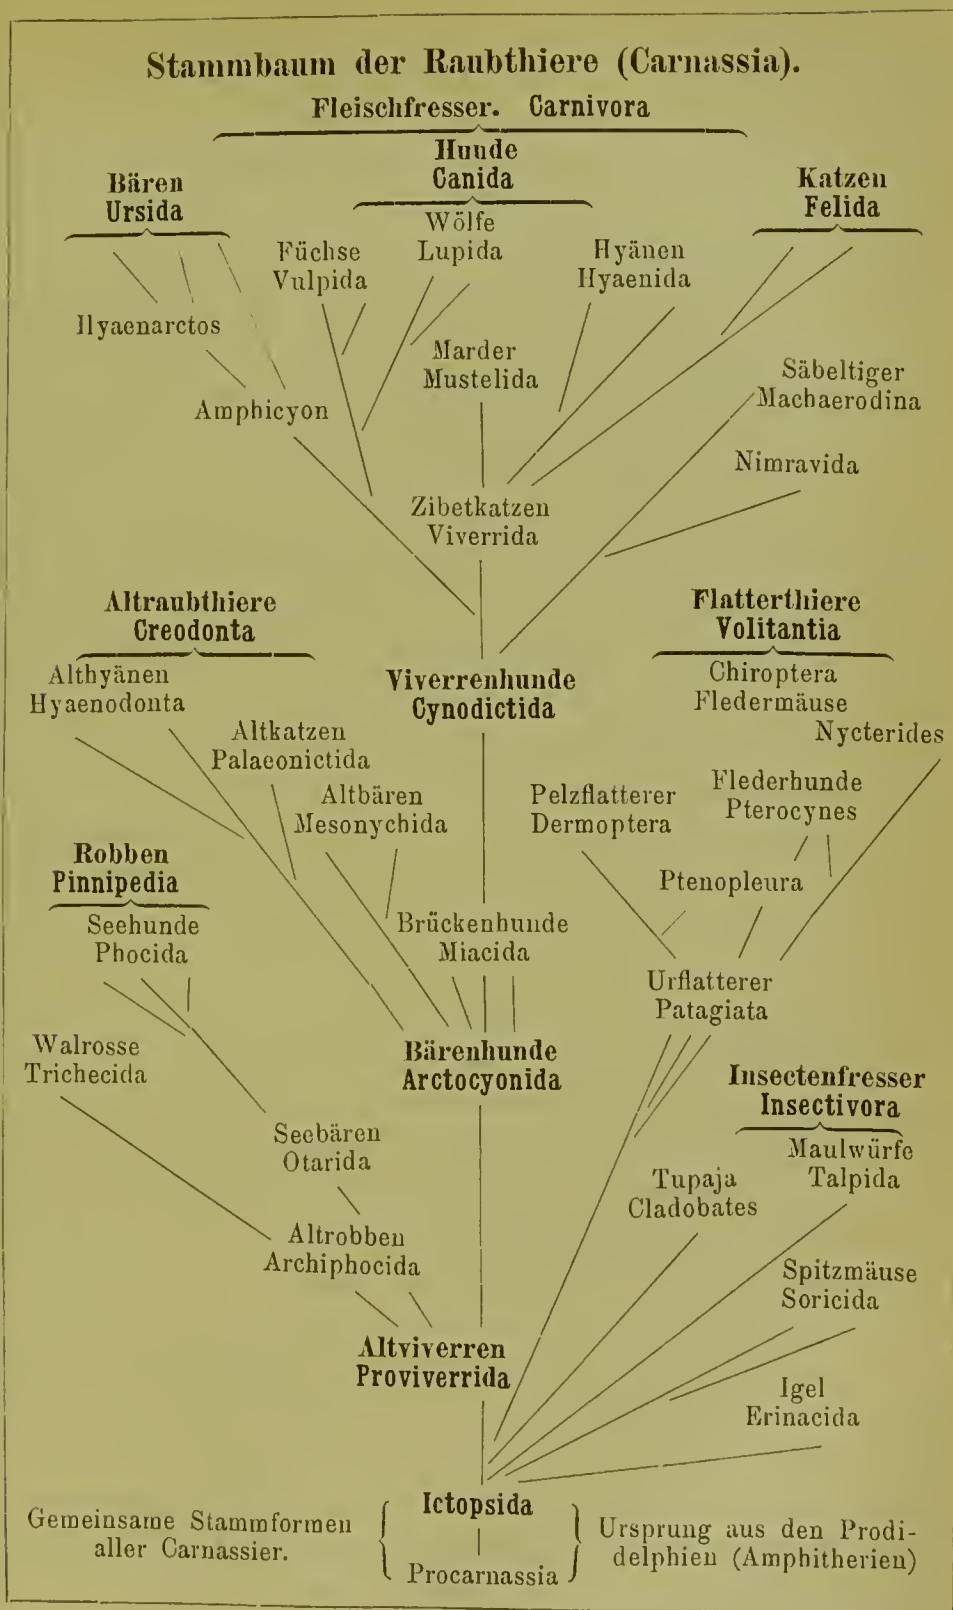 Stammbaum der Raubthiere (Carnassia).
Fleischfresser. Carnivora
Hunde
Canida
Bären
Ursida
Katzen
Felida
Wölfe
Lupida
Füchse
Vulpida
Hyänen
Hyaenida
Hyaenarctos
Marder
Mustelida
Säbeltiger
Machaerodina
Amphicyon
Nimravida
Zibetkatzen
Viverrida
Altraubthiere
Creodonta
Flatterthiere
Volitantia
Althyänen
Hyaenodonta
Viverrenhunde
Cynodictida
Chiroptera
Fledermäuse
Nycterides
Altkatzen
Palaeonictida
Altbären
Mesonychida
Pelzflatterer
Dermoptera
Flederhunde
Pterocynes
Robben
Pinnipedia
Ptenopleura
Seehunde
Phocida
Brückenhunde
Miacida
Urflatterer
Patagiata
Walrosse
Trichecida
Bärenhunde
Arctocyonida
Insectenfresser
Insectivora
Seebären
Otarida
Maulwürfe
Talpida
Tupaja
Cladobates
Altrobben
Archiphocida
Spitzmäuse
Soricida
Altviverren
Proviverrida
Igel
Erinacida
Ictopsida
Gemeinsame Stammformen
aller Carnassier.
Procarnassia
Ursprung aus den Prodi-
delphien (Amphitherien)